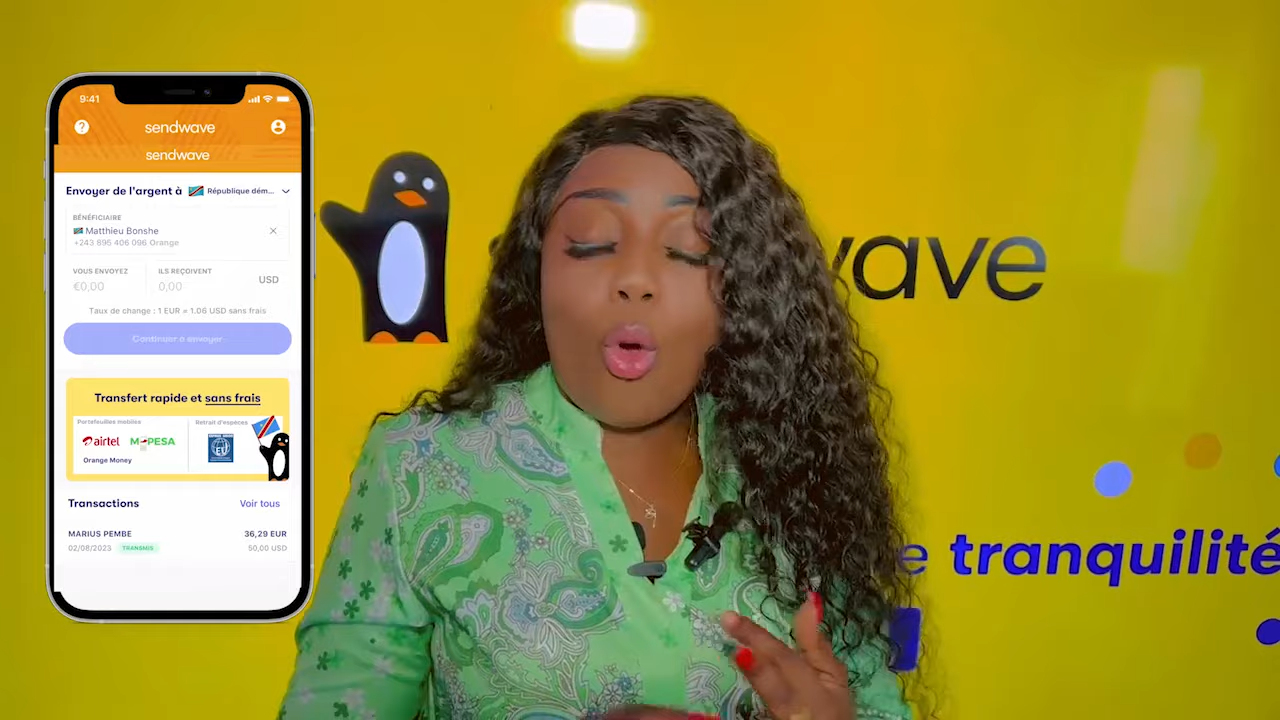 9:41
sendwave
sendwave
Envoyer de l'argent à République dém...
BÉNÉFICIAIRE
Matthieu Bonshe
+243 895 406 096 Orange
VOUS ENVOYEZ
ILS REÇOIVENT
€0,00
0,00
USD
Taux de change : 1 EUR = 1.06 USD sans frais
Continuer à envoyer
Transfert rapide et sans frais
Portefeuilles mobiles
Retrait d'espèces
airtel
M-PESA
Orange Money
Transactions
Voir tous
MARIUS PEMBE
36,29 EUR
02/08/2023
TRANSMIS
50,00 USD
wave
e tranquilité